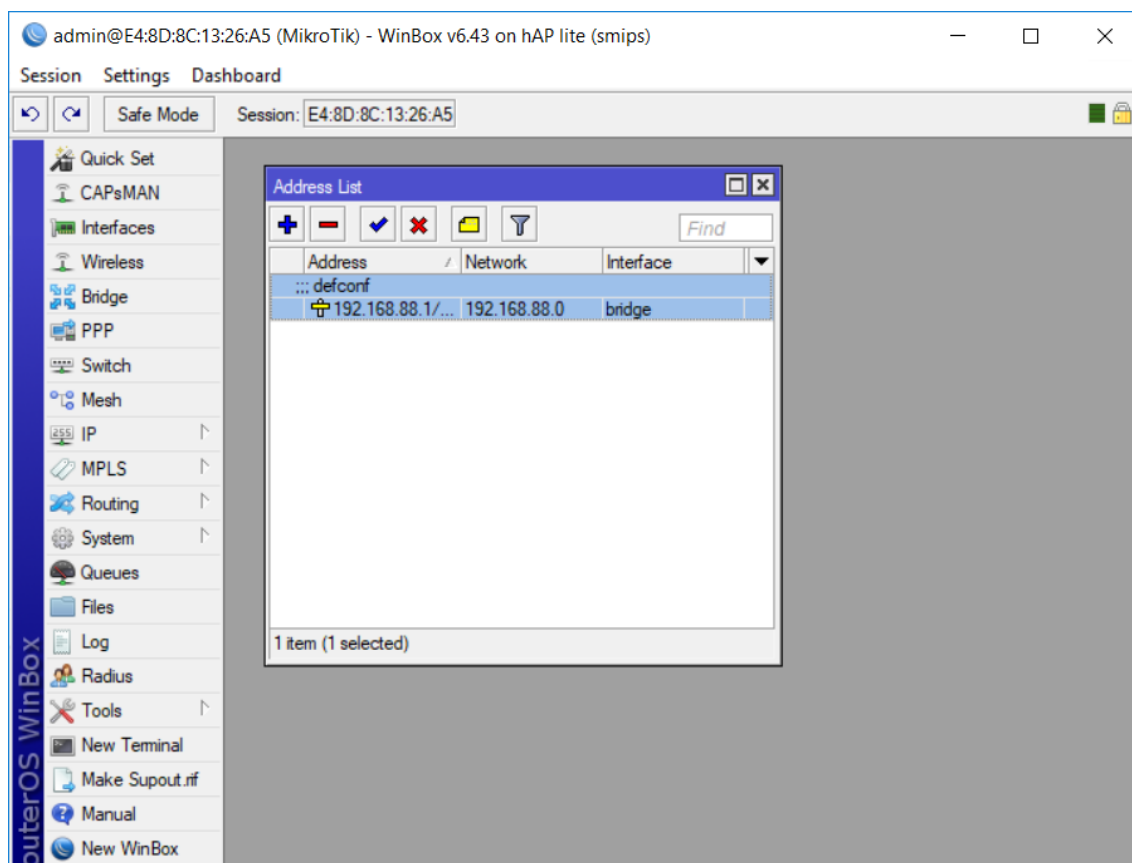 admin@E4:8D:8C:13:26:A5 (MikroTik) - WinBox v6.43 on hAP lite (smips)
Session Settings Dashboard
Safe Mode Session: E4:8D:8C:13:26:A5
Quick Set
CAPsMAN
Interfaces
Wireless
Bridge
PPP
Switch
Mesh
255 IP
MPLS
Routing
System
Queues
Files
Log
Radius
Tools
New Terminal
Make Supout.rif
Manual
New WinBox
outerOS WinBox
Address List
Find
Address Network Interface
;;; defconf
192.168.88.1/... 192.168.88.0 bridge
1 item (1 selected)